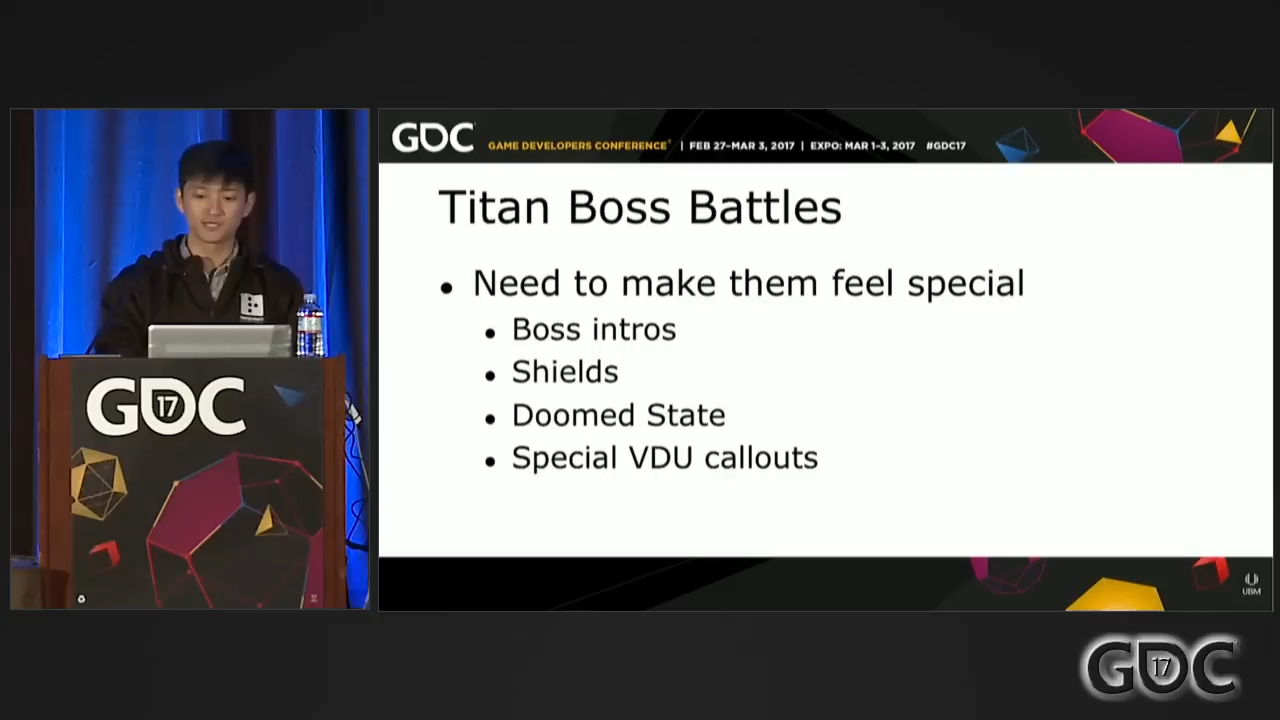 GDC
GAME DEVELOPERS CONFERENCE® | FEB 27–MAR 3, 2017 | EXPO: MAR 1–3, 2017 #GDC17
Titan Boss Battles
• Need to make them feel special
• Boss intros
• Shields
• Doomed State
• Special VDU callouts
GDC
17
UBM
GDC
17